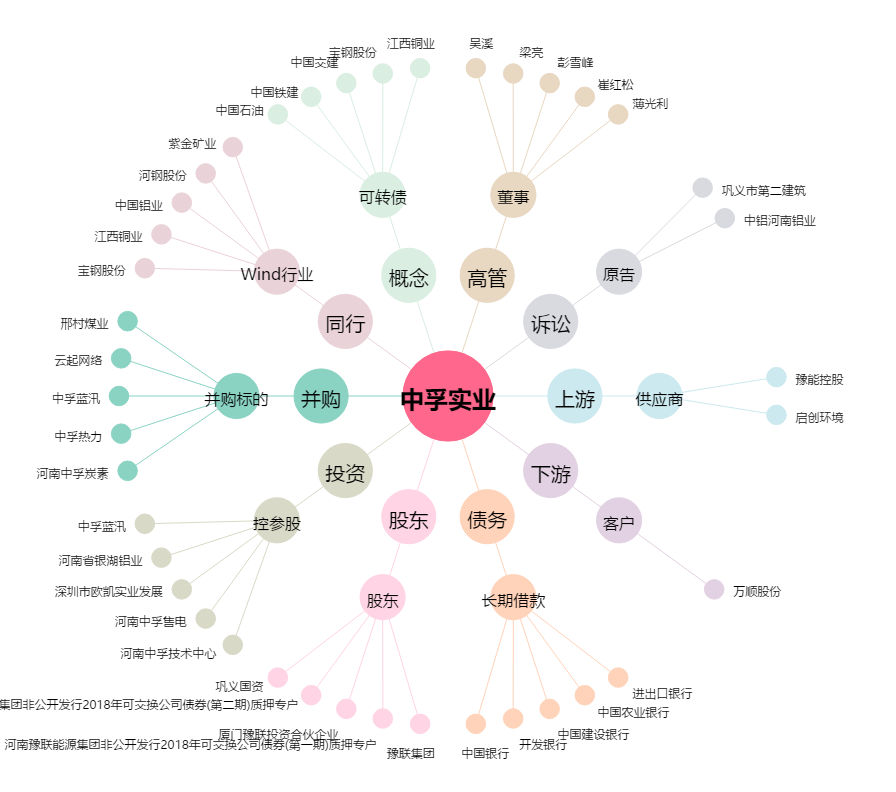 江西铜业
宝钢股份
中国交建
中国铁建
中国石油
可转债
概念
吴溪
梁亮
彭雪峰
崔红松
薄光利
董事
高管
紫金矿业
河钢股份
中国铝业
江西铜业
宝钢股份
Wind行业
同行
巩义市第二建筑
中铝河南铝业
原告
诉讼
邢村煤业
云起网络
中孚蓝汛
中孚热力
河南中孚炭素
并购标的
并购
中孚实业
上游
供应商
豫能控股
启创环境
投资
控参股
中孚蓝汛
河南省银湖铝业
深圳市欧凯实业发展
河南中孚售电
河南中孚技术中心
下游
客户
万顺股份
股东
股东
巩义国资
集团非公开发行2018年可交换公司债券(第二期)质押专户
厦门豫联投资合伙企业
河南豫联能源集团非公开发行2018年可交换公司债券(第一期)质押专户
豫联集团
债务
长期借款
进出口银行
中国农业银行
中国建设银行
开发银行
中国银行